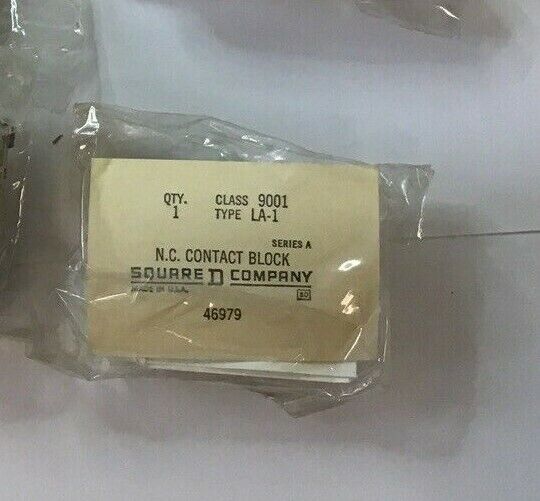 QTY. CLASS 9001
1 TYPE LA-1
SERIES A
N.C. CONTACT BLOCK
SQUARE D COMPANY
MADE IN U.S.A.
46979